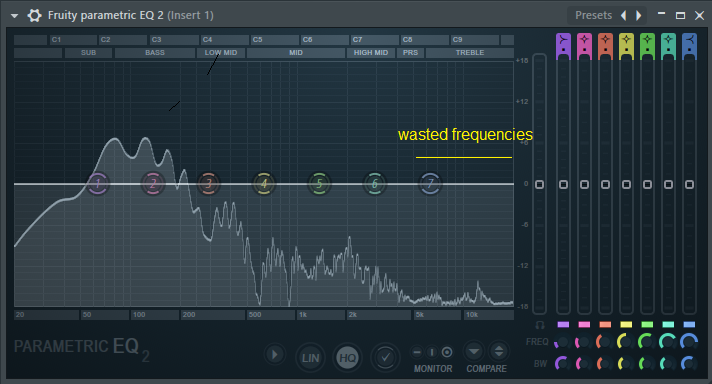 Fruity parametric EQ 2 (Insert 1) Presets
C1 C2 C3 C4 C5 C6 C7 C8 C9
SUB BASS LOW MID MID HIGH MID PRS TREBLE
+18
+12
wasted frequencies
+6
1 2 3 4 5 6 7 0
-6
-12
-18
20 50 100 200 500 1k 2k 5k 10k
FREQ
PARAMETRIC EQ 2
LIN HQ
BW
MONITOR COMPARE